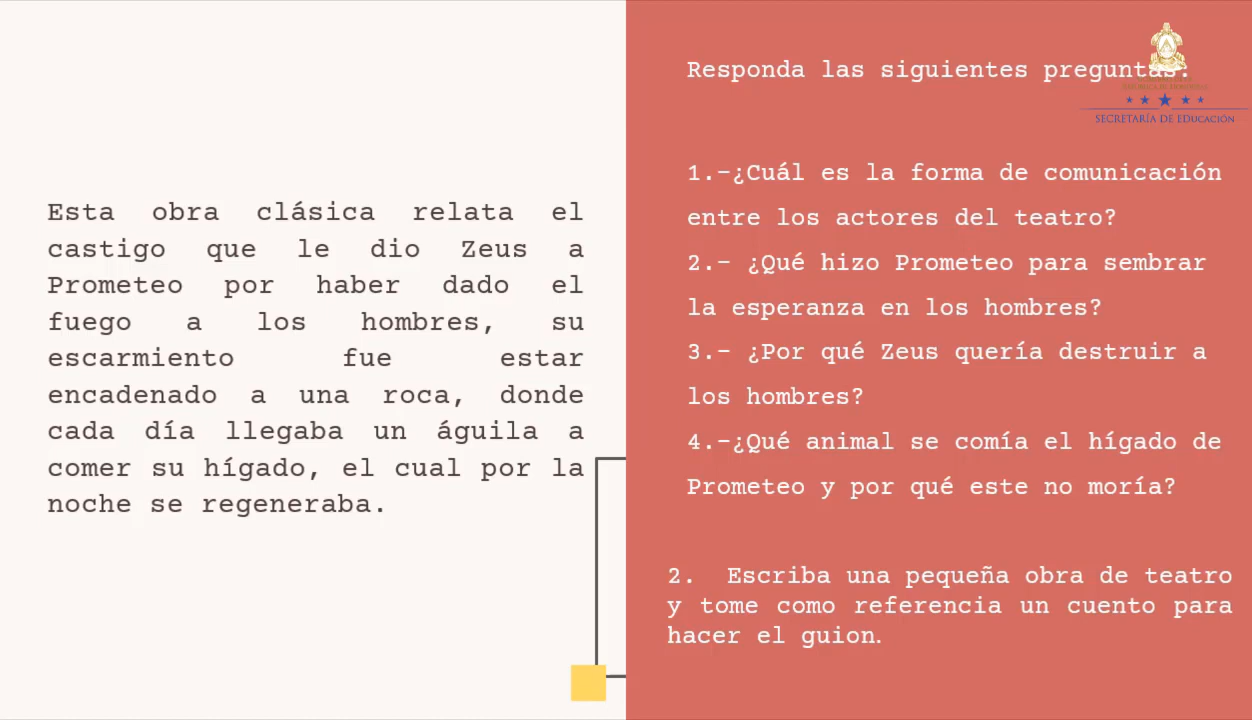 Esta obra clásica relata el
castigo que le dio Zeus a
Prometeo por haber dado el
fuego a los hombres, su
escarmiento fue estar
encadenado a una roca, donde
cada día llegaba un águila a
comer su hígado, el cual por la
noche se regeneraba.
Responda las siguientes preguntas.
REPÚBLICA DE HONDURAS
SECRETARÍA DE EDUCACIÓN
1.-¿Cuál es la forma de comunicación
entre los actores del teatro?
2.- ¿Qué hizo Prometeo para sembrar
la esperanza en los hombres?
3.- ¿Por qué Zeus quería destruir a
los hombres?
4.-¿Qué animal se comía el hígado de
Prometeo y por qué este no moría?
2. Escriba una pequeña obra de teatro
y tome como referencia un cuento para
hacer el guion.